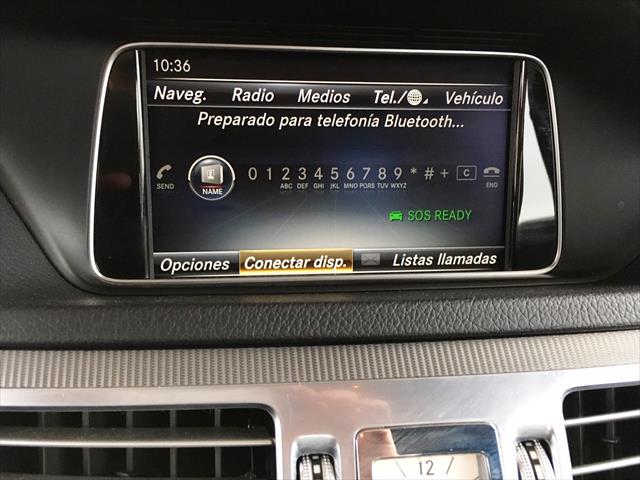 10:36
Naveg. Radio Medios Tel./ Vehículo
Preparado para telefonía Bluetooth...
SEND NAME 0 1 2 3 4 5 6 7 8 9 * # + C END
ABC DEF GHI JKL MNO PQRS TUV WXYZ
SOS READY
Opciones Conectar disp. Listas llamadas
12